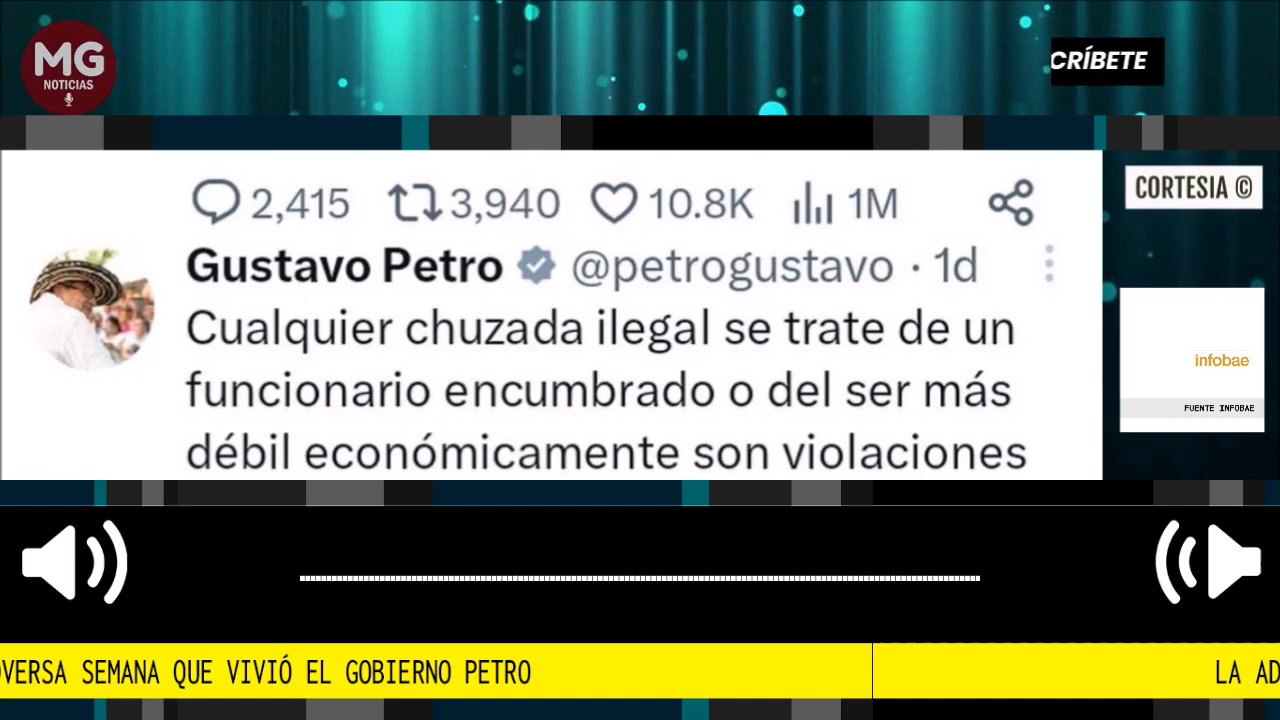 MG
NOTICIAS
CRÍBETE
2,415 3,940 10.8K 1M
Gustavo Petro @petrogustavo · 1d
Cualquier chuzada ilegal se trate de un
funcionario encumbrado o del ser más
débil económicamente son violaciones
CORTESIA ©
infobae
FUENTE INFOBAE
VERSA SEMANA QUE VIVIÓ EL GOBIERNO PETRO
LA AD